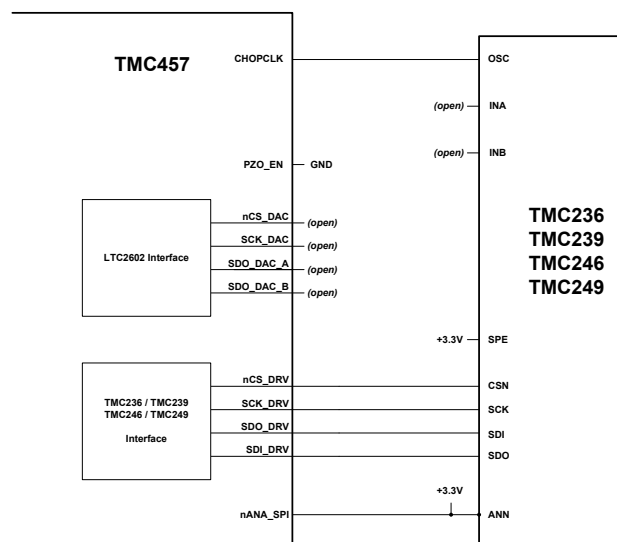 TMC457
CHOPCLK
OSC
(open)
INA
(open)
INB
PZO_EN
GND
nCS_DAC
(open)
SCK_DAC
(open)
LTC2602 Interface
SDO_DAC_A
(open)
SDO_DAC_B
(open)
TMC236
TMC239
TMC246
TMC249
+3.3V
SPE
nCS_DRV
CSN
TMC236 / TMC239
TMC246 / TMC249
Interface
SCK_DRV
SCK
SDO_DRV
SDI
SDI_DRV
SDO
+3.3V
nANA_SPI
ANN